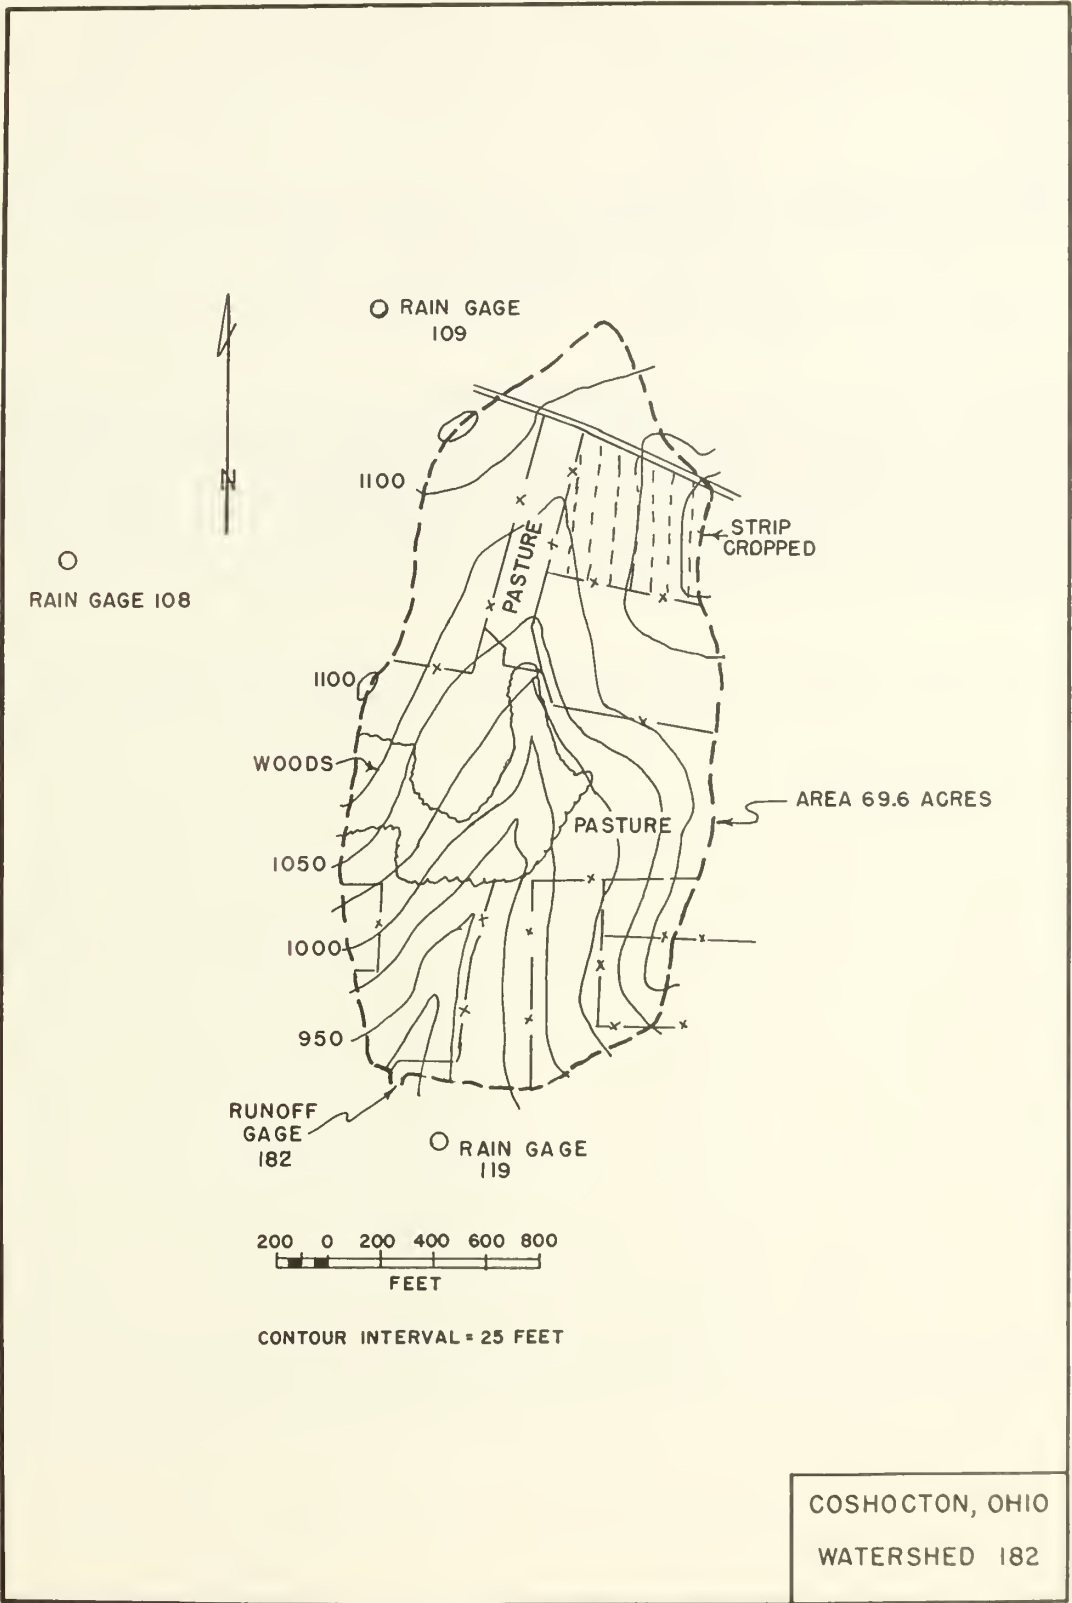 RAIN GAGE
109
1100
N
PASTURE
STRIP
CROPPED
RAIN GAGE 108
1100
WOODS
AREA 69.6 ACRES
PASTURE
1050
1000
950
RUNOFF
GAGE
182
RAIN GAGE
119
200 0 200 400 600 800
FEET
CONTOUR INTERVAL = 25 FEET
COSHOCTON, OHIO
WATERSHED 182